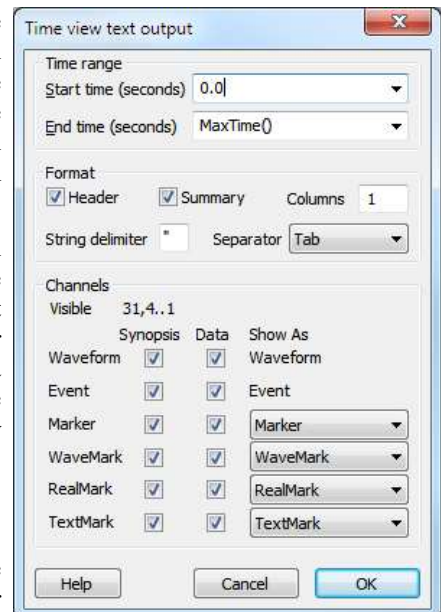 Time view text output
Time range
Start time (seconds) 0.0
End time (seconds) MaxTime()
Format
Header Summary Columns 1
String delimiter " Separator Tab
Channels
Visible 31,4..1
Synopsis Data Show As
Waveform Waveform
Event Event
Marker Marker
WaveMark WaveMark
RealMark RealMark
TextMark TextMark
Help Cancel OK